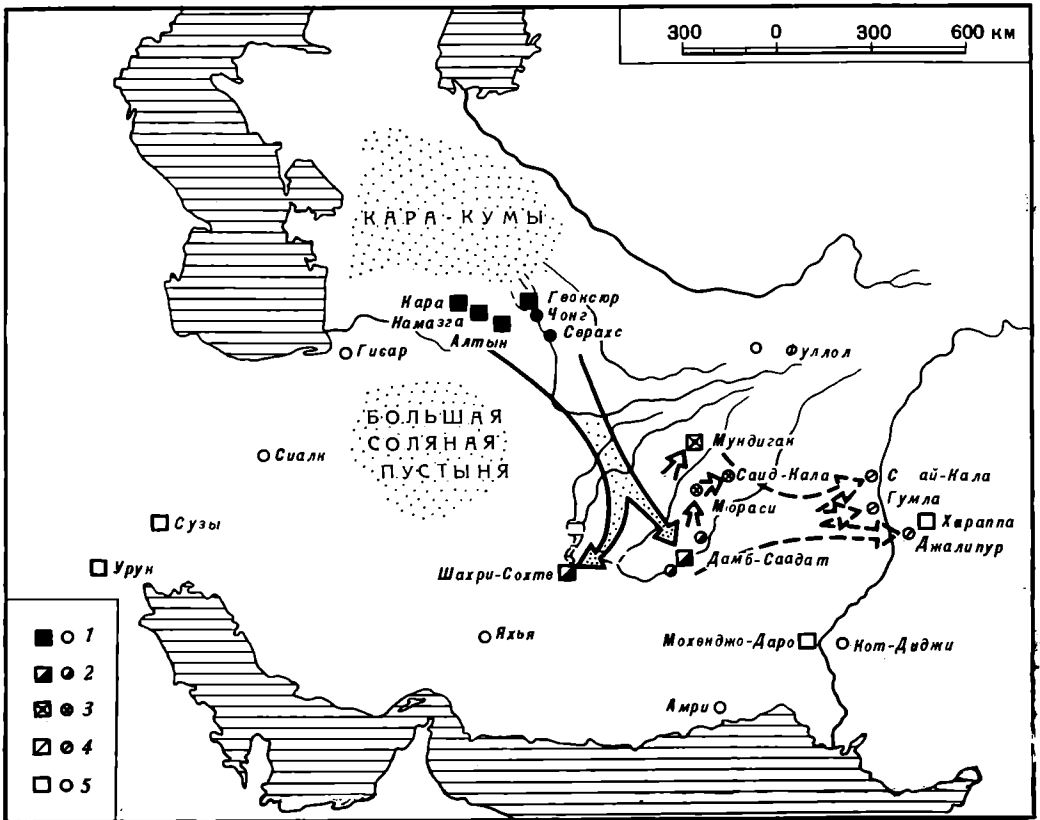 300 0 300 600 км
КАРА-КУМЫ
Кара
Намазга
Алтын
Геоксюр
Чонг
Серахс
Гисар
Фуллол
БОЛЬШАЯ
СОЛЯНАЯ
ПУСТЫНЯ
Сиалк
Мундиган
Саид-Кала
С ай-Кала
Гумла
Мораси
Хараппа
Джалипур
Сузы
Урук
Шахри-Сохте
Дамб-Саадат
Яхья
Мохенджо-Даро
Кот-Диджи
Амри
1
2
3
4
5